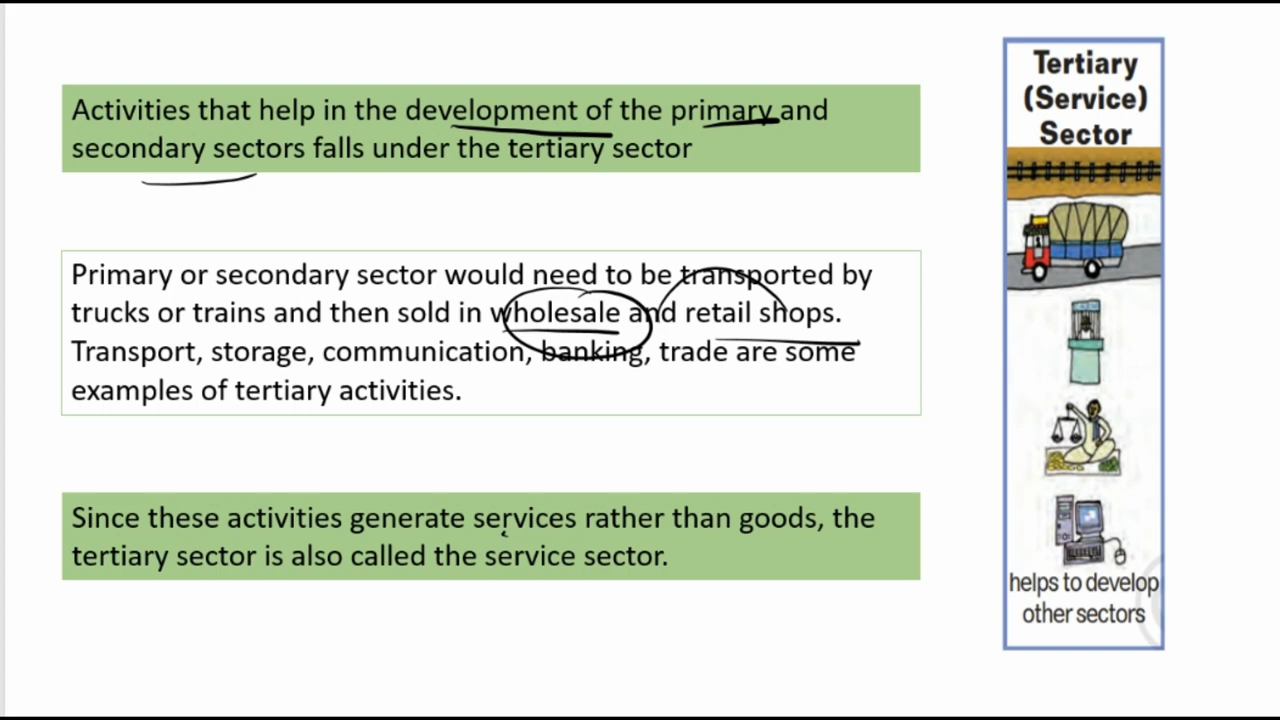 Activities that help in the development of the primary and
secondary sectors falls under the tertiary sector
Primary or secondary sector would need to be transported by
trucks or trains and then sold in wholesale and retail shops.
Transport, storage, communication, banking, trade are some
examples of tertiary activities.
Since these activities generate services rather than goods, the
tertiary sector is also called the service sector.
Tertiary
(Service)
Sector
helps to develop
other sectors